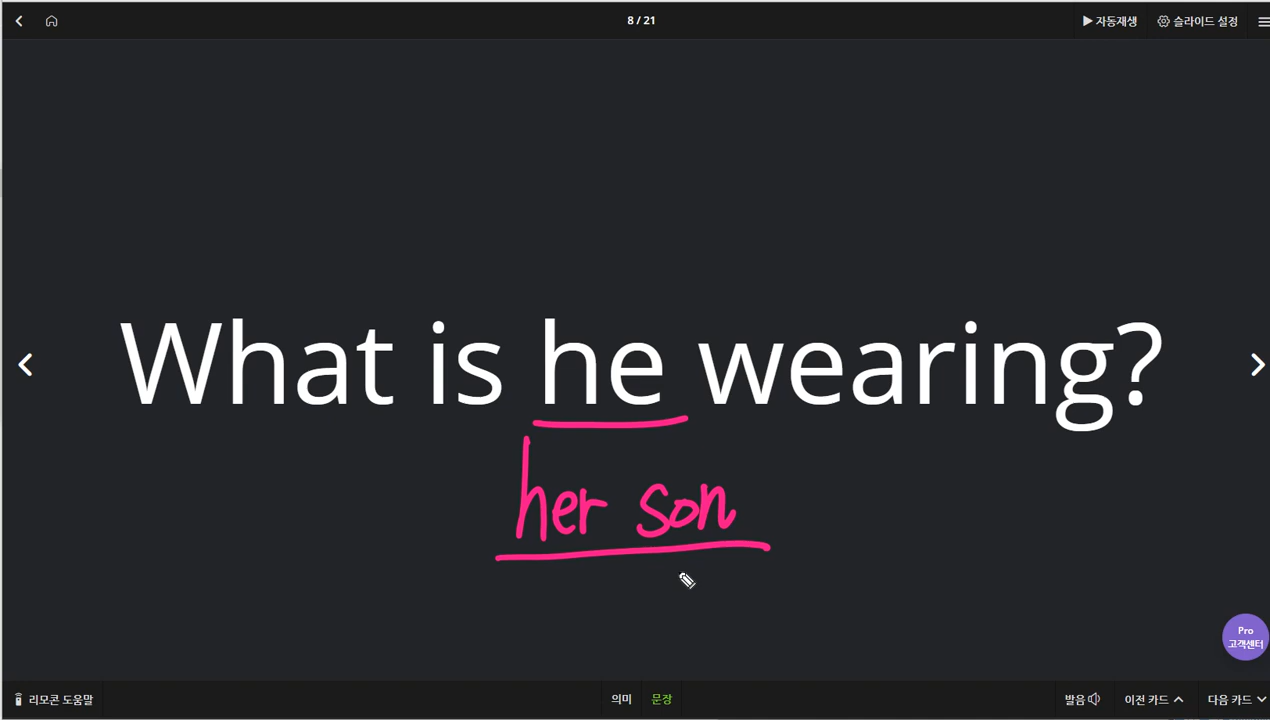 8 / 21
자동재생
슬라이드 설정
What is he wearing?
her son
Pro
고객센터
리모콘 도움말
의미
문장
발음
이전 카드
다음 카드